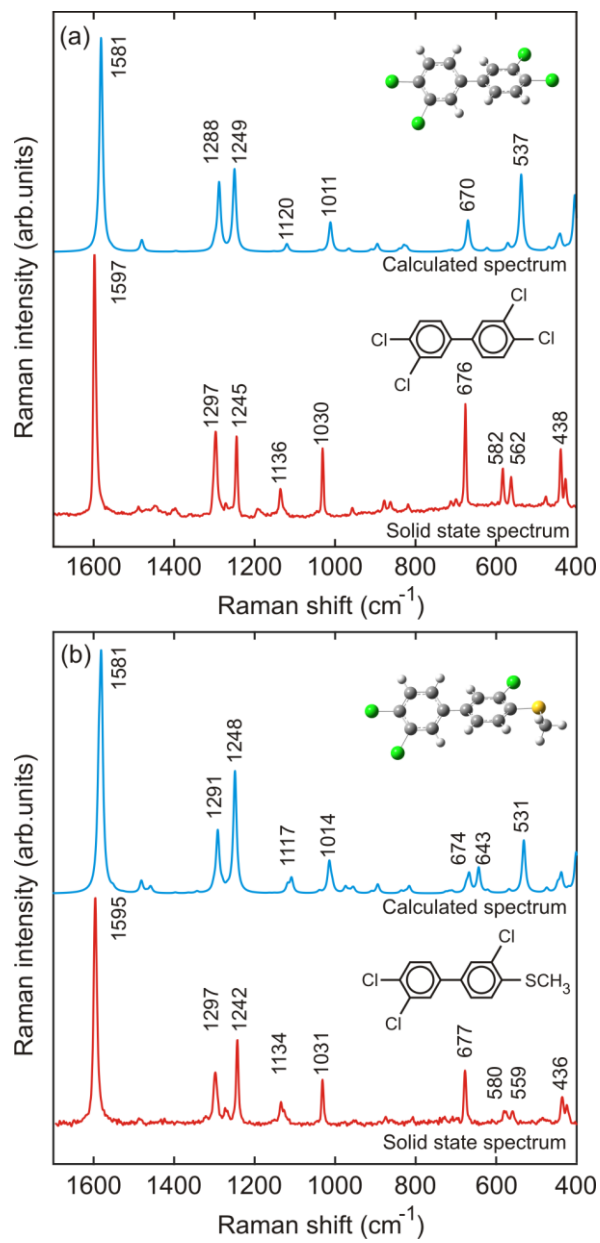 (a)
1581
1288
1249
1120
1011
670
537
Calculated spectrum
1597
1297
1245
1136
1030
676
582
562
438
Cl
Cl
Cl
Cl
Solid state spectrum
Raman intensity (arb.units)
1600 1400 1200 1000 800 600 400
Raman shift (cm⁻¹)
(b)
1581
1291
1248
1117
1014
674
643
531
Calculated spectrum
1595
1297
1242
1134
1031
677
580
559
436
Cl
Cl
Cl
SCH₃
Solid state spectrum
Raman intensity (arb.units)
1600 1400 1200 1000 800 600 400
Raman shift (cm⁻¹)